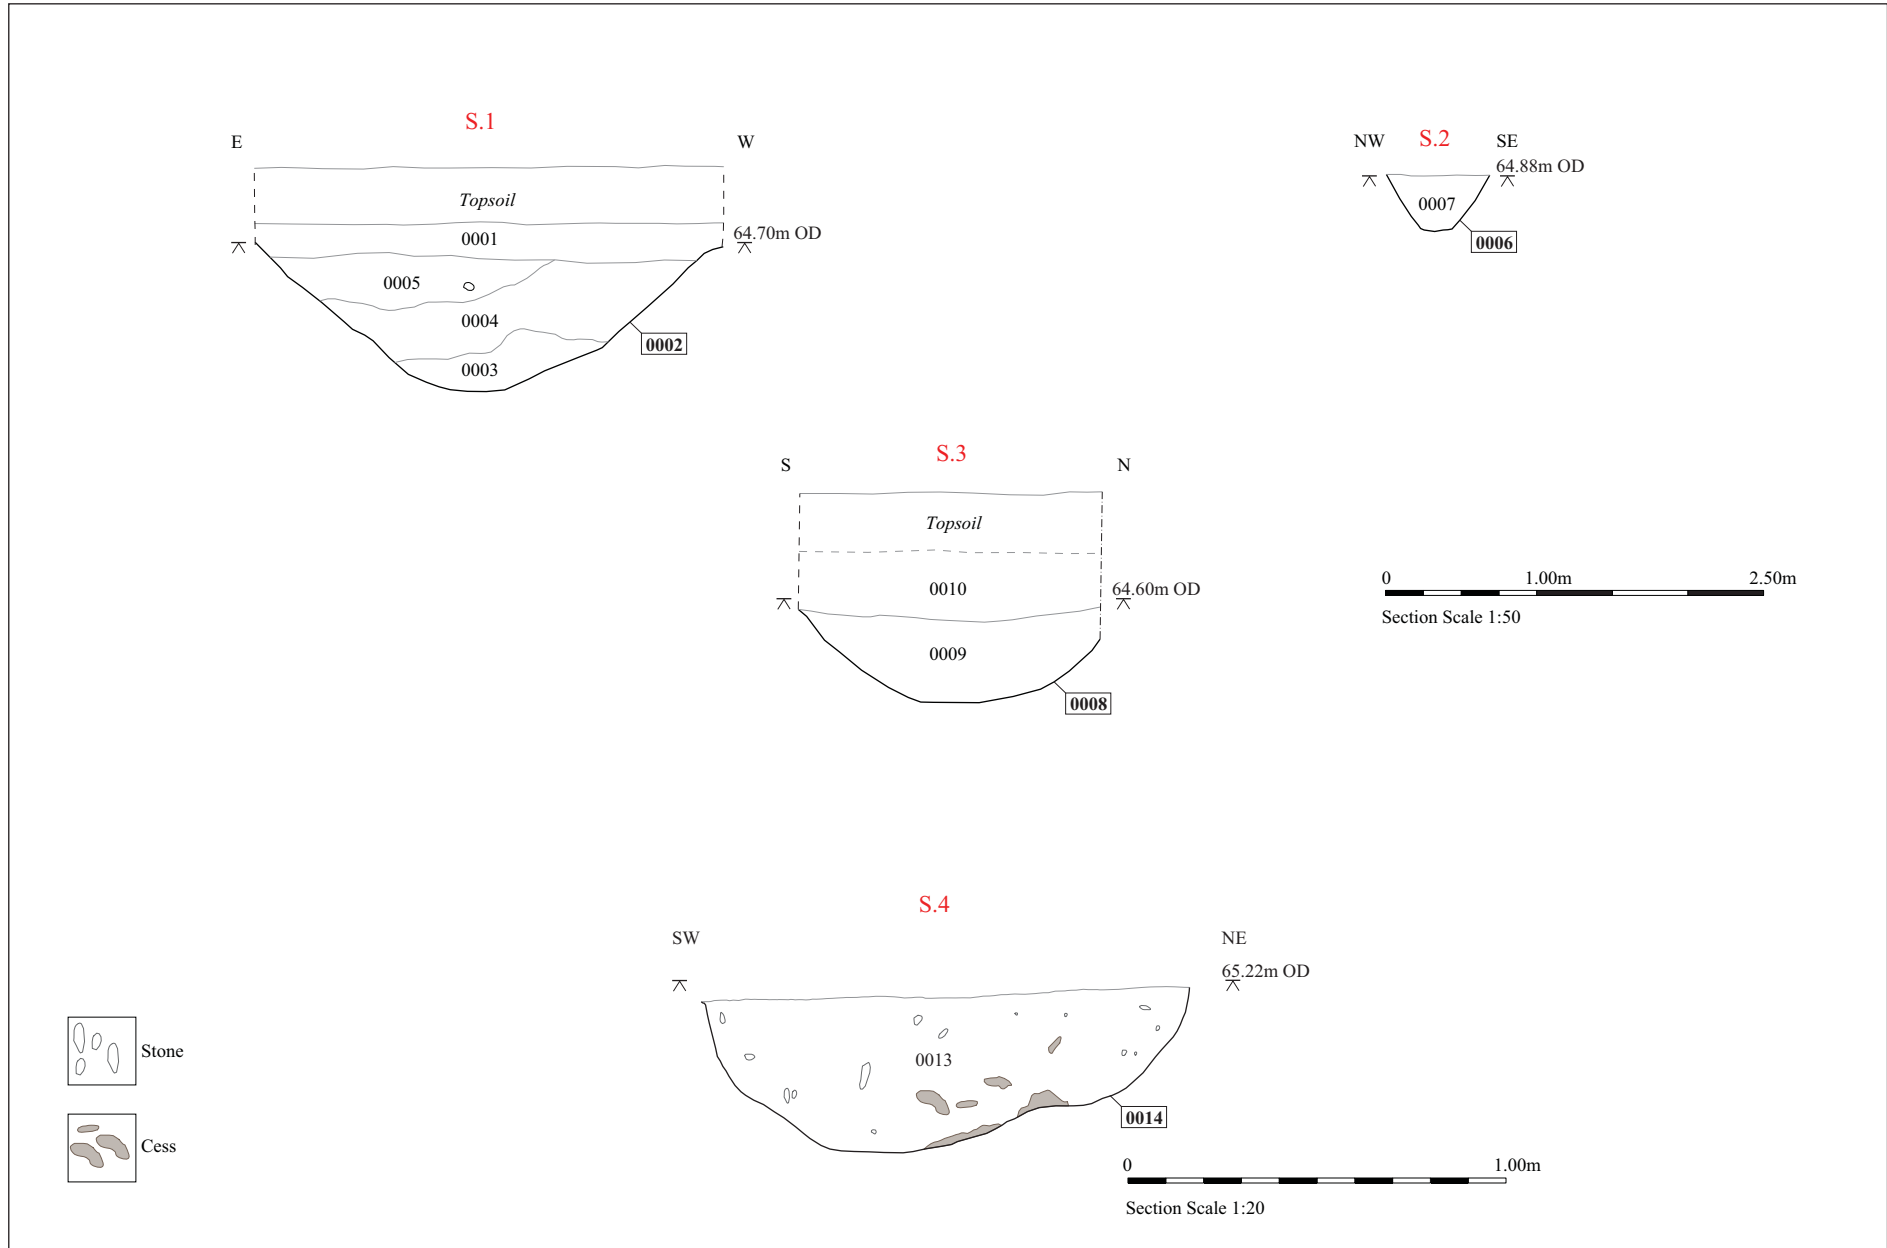 S.1
E W
Topsoil
0001
64.70m OD
0005
0004
0002
0003
NW S.2 SE
64.88m OD
0007
0006
S.3
S N
Topsoil
0010
64.60m OD
0009
0008
0 1.00m 2.50m
Section Scale 1:50
S.4
SW NE
65.22m OD
0013
0014
Stone
Cess
0 1.00m
Section Scale 1:20